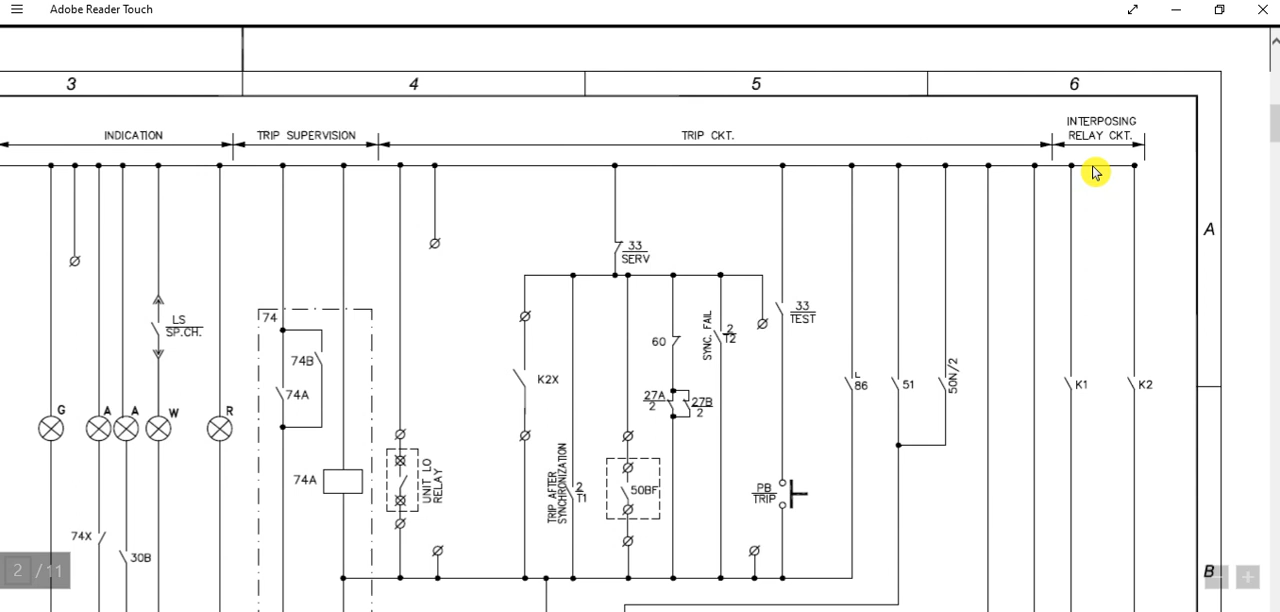 Adobe Reader Touch
3
4
5
6
INDICATION
TRIP SUPERVISION
TRIP CKT.
INTERPOSING
RELAY CKT.
A
33
SERV
LS
SP.CH.
74
74B
74A
SYNC. FAIL
2
T2
33
TEST
60
K2X
27A
2
27B
2
L
86
51
50N/2
K1
K2
G
A
A
W
R
74A
UNIT LO
RELAY
TRIP AFTER
SYNCHRONIZATION
2
T1
50BF
PB
TRIP
74X
30B
2 / 11
B